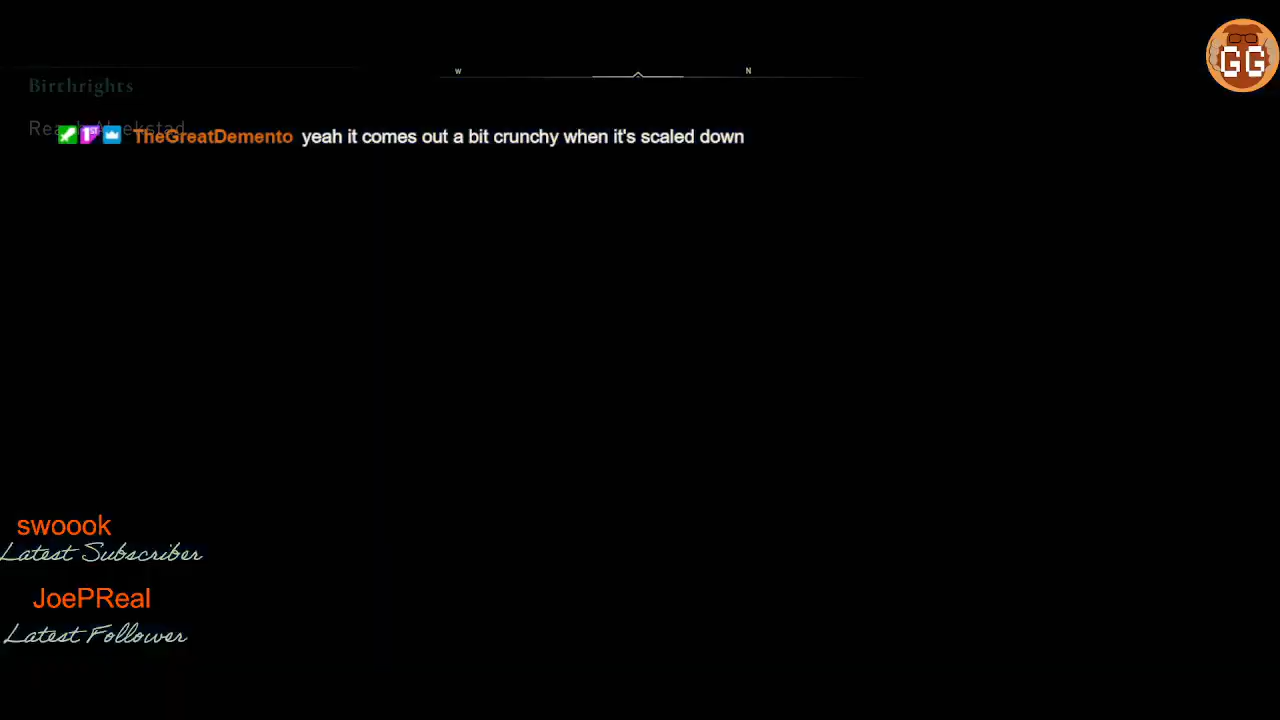 GG
W N
Birthrights
TheGreatDemento yeah it comes out a bit crunchy when it's scaled down
swoook
Latest Subscriber
JoePReal
Latest Follower